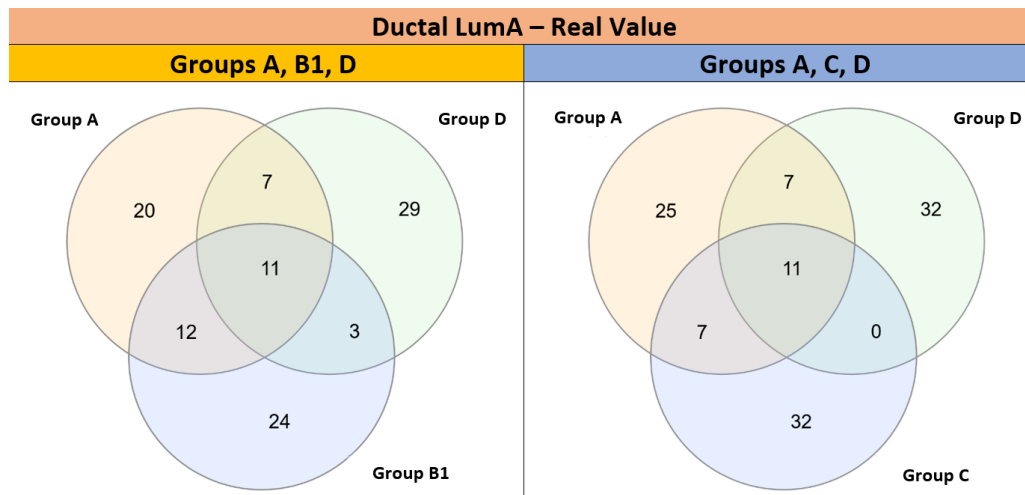 Ductal LumA – Real Value
Groups A, B1, D
Groups A, C, D
Group A
Group D
7
20
29
11
12
3
24
Group B1
Group A
Group D
7
25
32
11
7
0
32
Group C